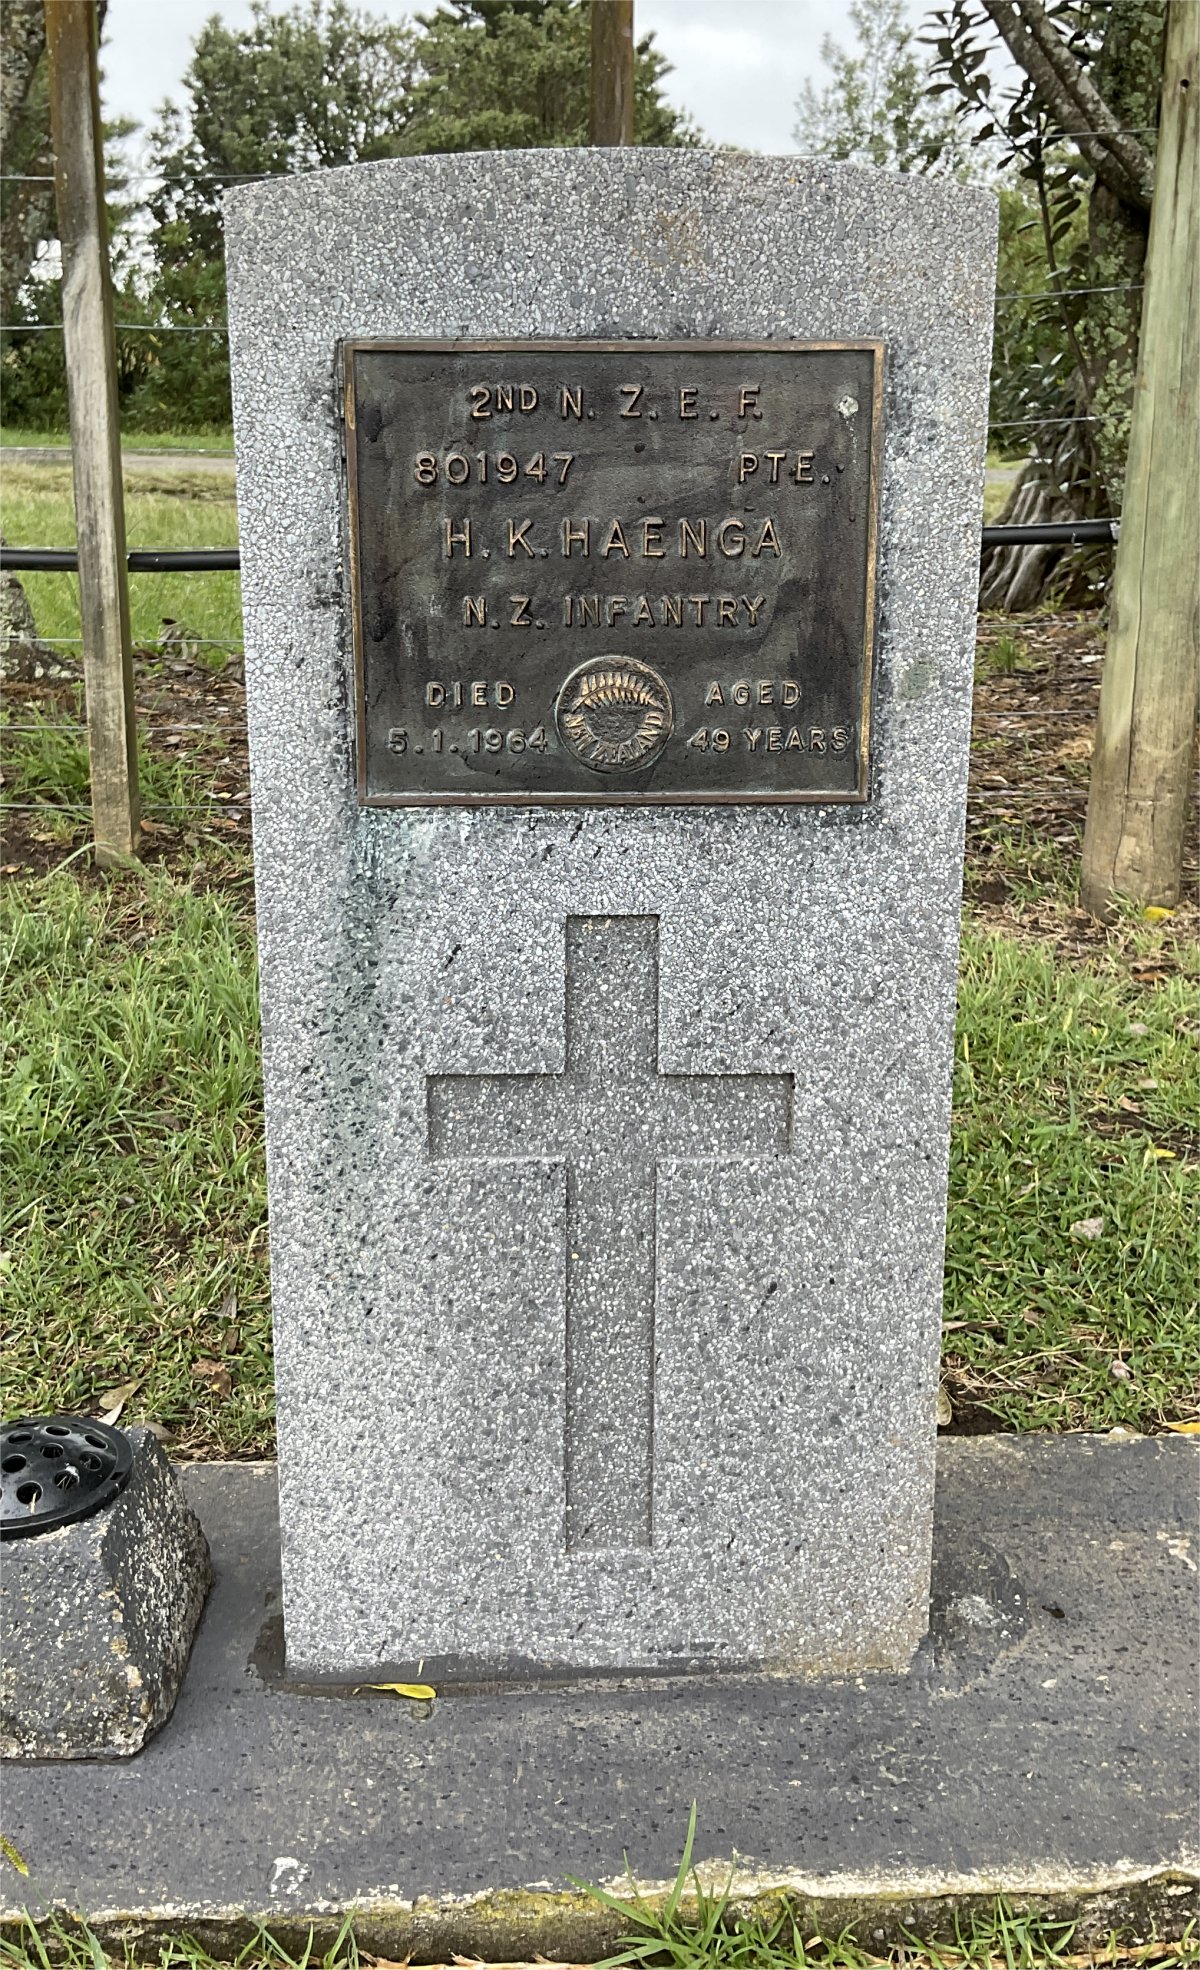 2ND N. Z. E. F.
801947 PTE.
H. K. HAENGA
N. Z. INFANTRY
DIED AGED
5. 1. 1964 49 YEARS
NEW ZEALAND